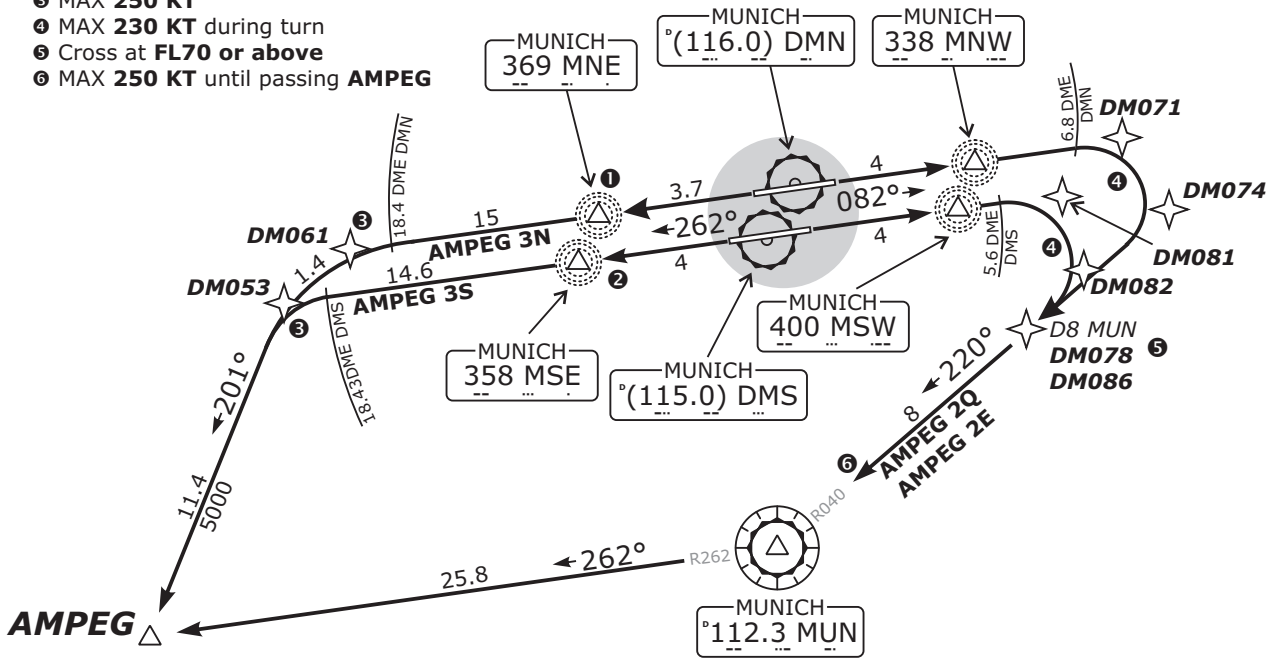 ❸ MAX 250 KT
❹ MAX 230 KT during turn
❺ Cross at FL70 or above
❻ MAX 250 KT until passing AMPEG
MUNICH
369 MNE
MUNICH
D(116.0) DMN
MUNICH
338 MNW
6.8 DME
DMN
DM071
❹
DM074
18.4 DME DMN
❶
3.7
4
082°
262°
❸
15
DM061
AMPEG 3N
1.4
DM053
14.6
AMPEG 3S
❸
❷
4
4
5.6 DME
DMS
❹
DM081
DM082
18.43DME DMS
MUNICH
358 MSE
MUNICH
D(115.0) DMS
MUNICH
400 MSW
D8 MUN
DM078
DM086
❺
220°
8
AMPEG 2Q
AMPEG 2E
❻
R040
201°
11.4
5000
R262
262°
25.8
AMPEG
MUNICH
D112.3 MUN